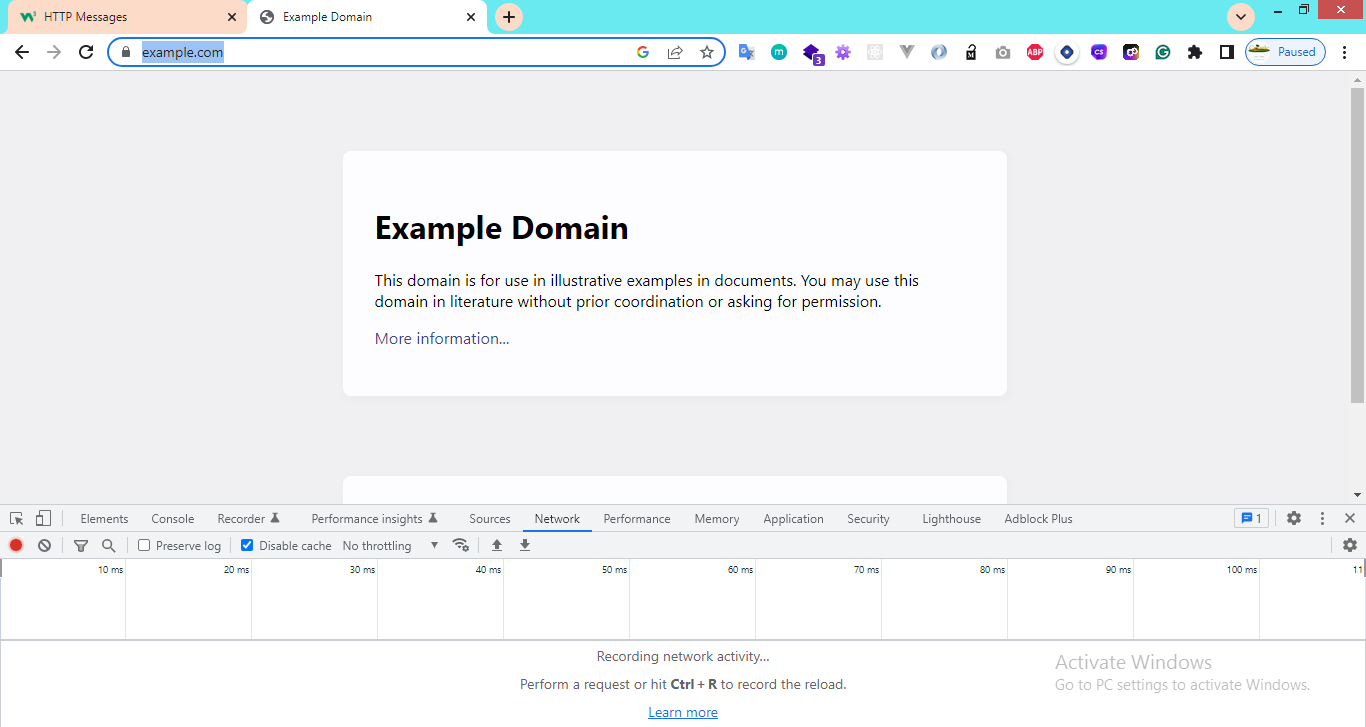 HTTP Messages
Example Domain
example.com
3
ABP
CS
Paused
Example Domain
This domain is for use in illustrative examples in documents. You may use this
domain in literature without prior coordination or asking for permission.
More information...
Elements Console Recorder Performance insights Sources Network Performance Memory Application Security Lighthouse Adblock Plus 1
Preserve log Disable cache No throttling
10 ms 20 ms 30 ms 40 ms 50 ms 60 ms 70 ms 80 ms 90 ms 100 ms 11
Recording network activity...
Perform a request or hit Ctrl + R to record the reload.
Learn more
Activate Windows
Go to PC settings to activate Windows.